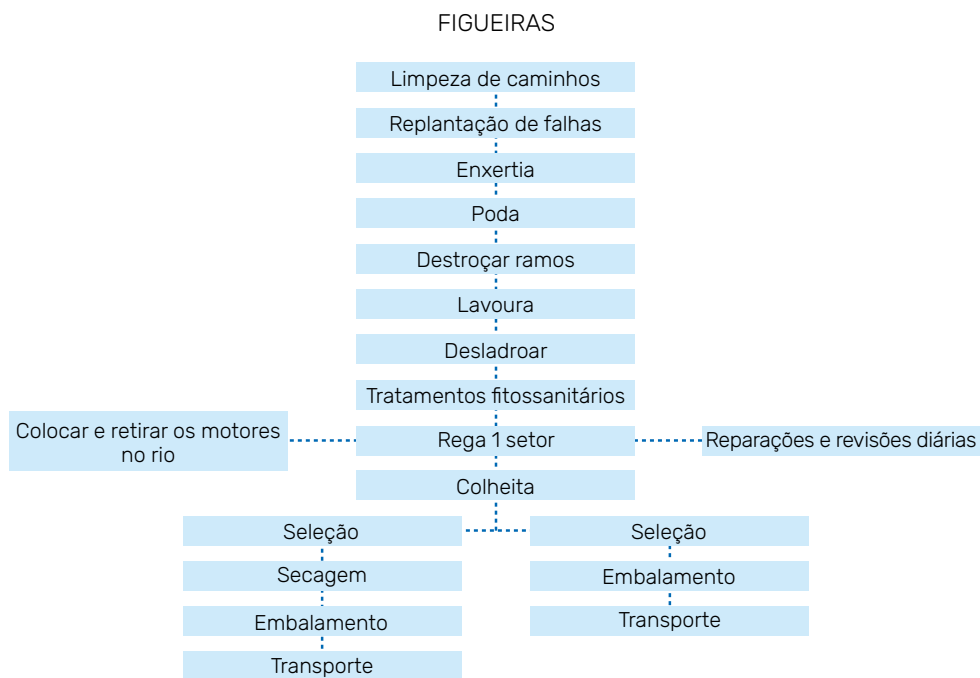 FIGUEIRAS
Limpeza de caminhos
Replantação de falhas
Enxertia
Poda
Destroçar ramos
Lavoura
Desladroar
Tratamentos fitossanitários
Colocar e retirar os motores
no rio
Rega 1 setor
Reparações e revisões diárias
Colheita
Seleção
Secagem
Embalamento
Transporte
Seleção
Embalamento
Transporte